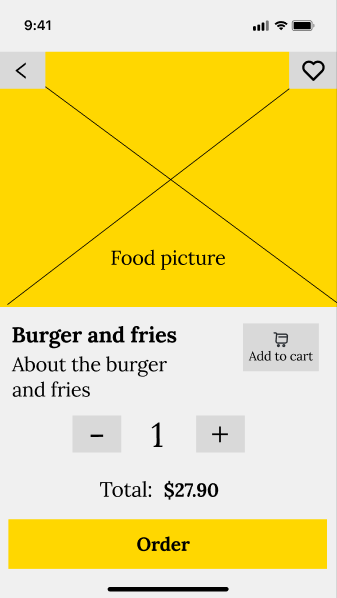 9:41
Food picture
Burger and fries
About the burger
and fries
Add to cart
- 1 +
Total: $27.90
Order